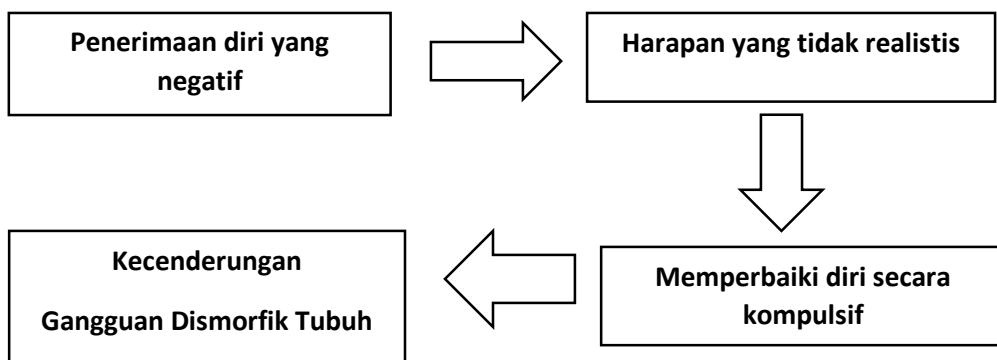 Penerimaan diri yang
negatif
Harapan yang tidak realistis
Memperbaiki diri secara
kompulsif
Kecenderungan
Gangguan Dismorfik Tubuh